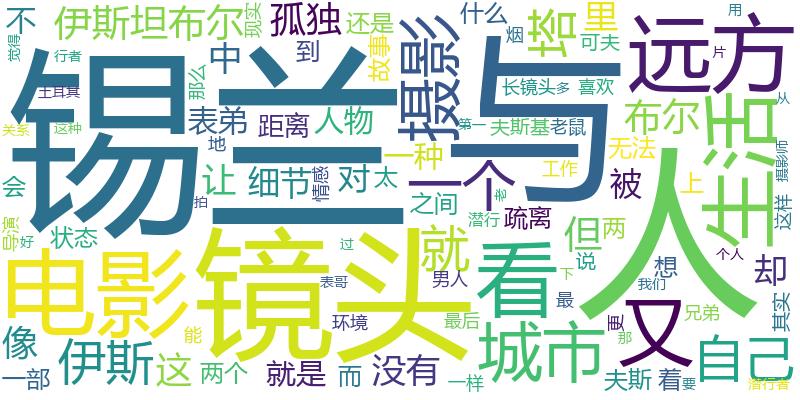 不
伊斯坦布尔
现实
孤独
什么
塔
里
用
远方
觉得
行者
中
到
还是
故事
摄影
烟
可夫
片
王耳其
那么
表弟
距离
人物
长镜头
多
喜欢
布尔
生活
从
关系
这种
锡兰
与
第一
夫斯基
老鼠
地
一种
无法
工作
摄影师
会
让
细节
情感
对
太
一个
被
上
这样
拍
之间
老
人
导演
好
状态
潜行
疏离
但
两
电影
镜头
过
就
看
说
想
个人
却
表哥
男人
下
我们
又
其实
像
能
环境
最后
最
城市
更
兄弟
那
自己
一部
伊斯
这
两个
就是
而
没有
一样
夫斯
着
要
潜行者